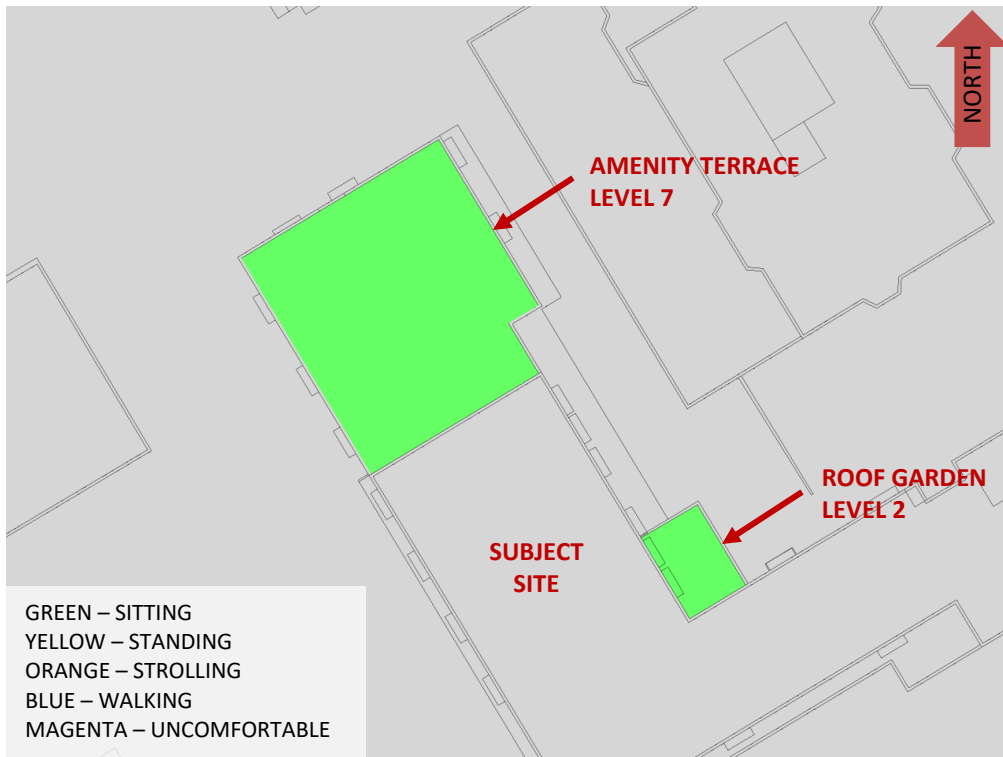 NORTH
AMENITY TERRACE
LEVEL 7
ROOF GARDEN
LEVEL 2
SUBJECT
SITE
GREEN – SITTING
YELLOW – STANDING
ORANGE – STROLLING
BLUE – WALKING
MAGENTA – UNCOMFORTABLE